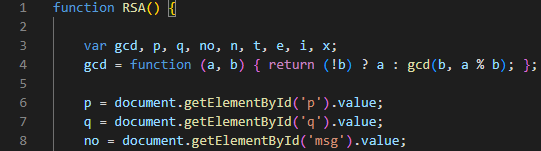 1 function RSA() {
2
3 var gcd, p, q, no, n, t, e, i, x;
4 gcd = function (a, b) { return (!b) ? a : gcd(b, a % b); };
5
6 p = document.getElementById('p').value;
7 q = document.getElementById('q').value;
8 no = document.getElementById('msg').value;